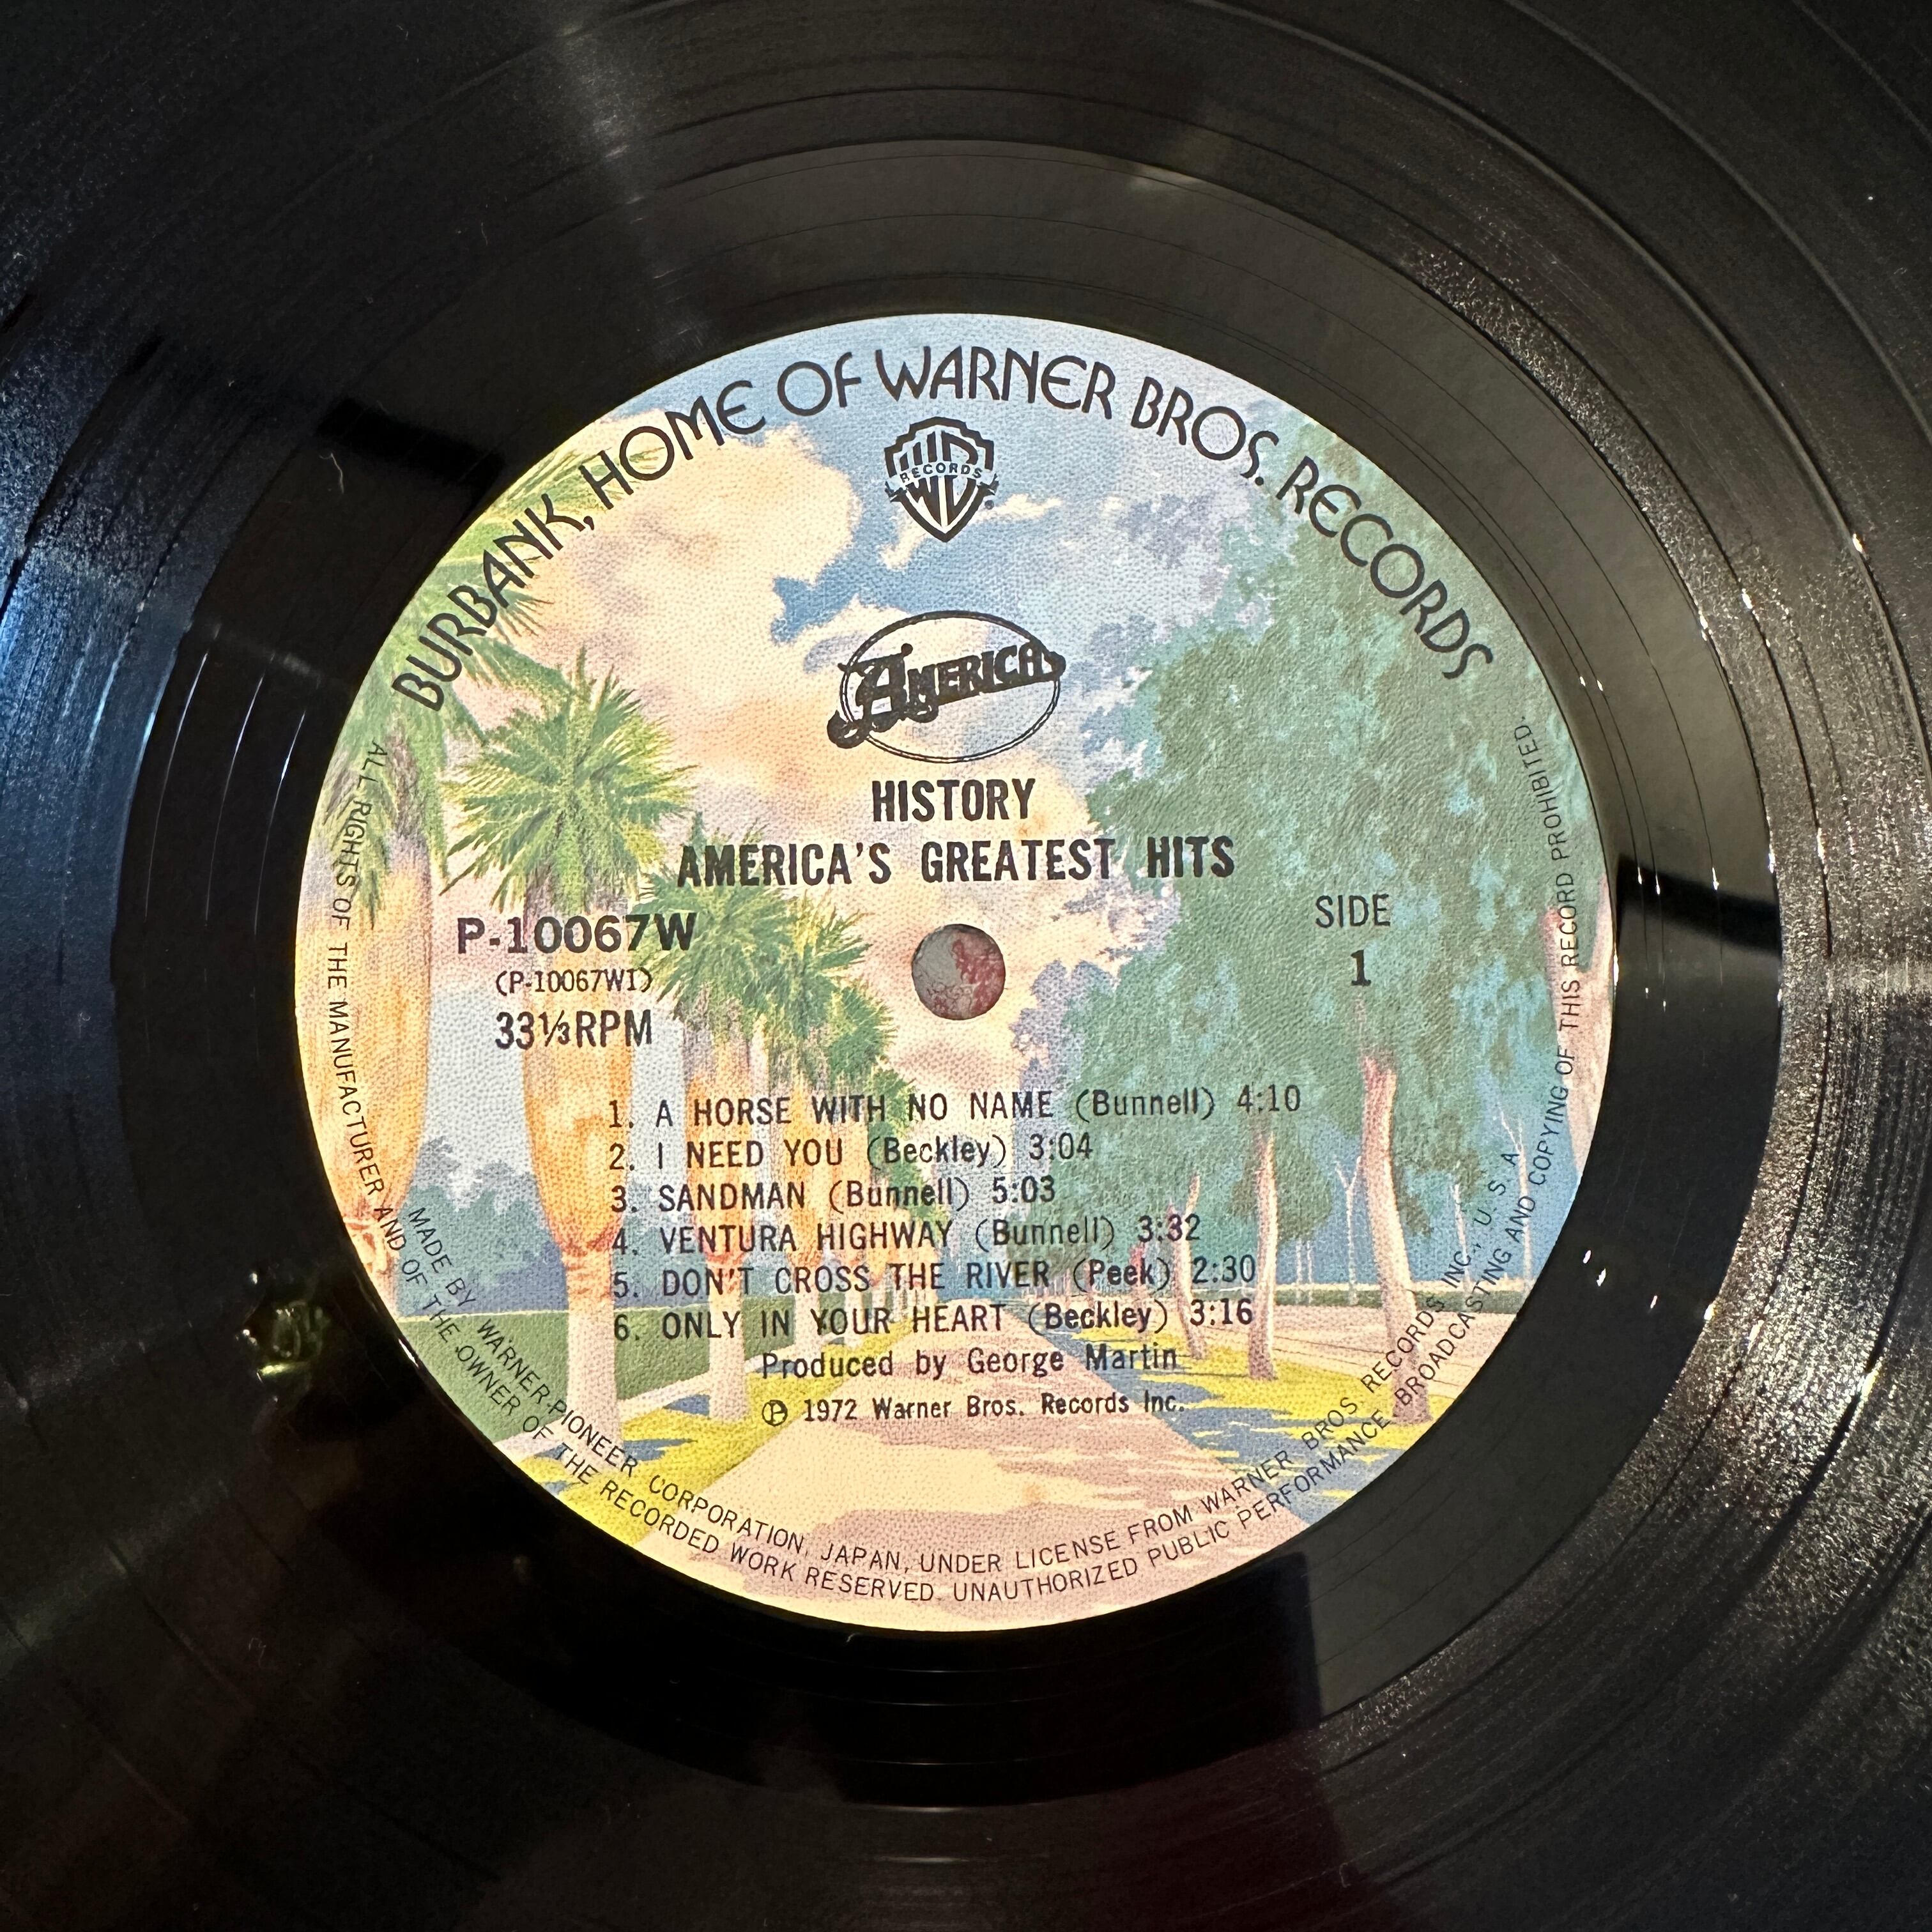 BURBANK, HOME OF WARNER BROS. RECORDS
RECORDS
AMERICA
HISTORY
AMERICA'S GREATEST HITS
P-10067W
(P-10067W1)
33⅓RPM
SIDE
1
1. A HORSE WITH NO NAME (Bunnell) 4:10
2. I NEED YOU (Beckley) 3:04
3. SANDMAN (Bunnell) 5:03
4. VENTURA HIGHWAY (Bunnell) 3:32
5. DON'T CROSS THE RIVER (Peek) 2:30
6. ONLY IN YOUR HEART (Beckley) 3:16
Produced by George Martin
℗ 1972 Warner Bros. Records Inc.
MADE BY WARNER-PIONEER CORPORATION, JAPAN, UNDER LICENSE FROM WARNER BROS. RECORDS INC., U.S.A.
ALL RIGHTS OF THE MANUFACTURER AND OF THE OWNER OF THE RECORDED WORK RESERVED. UNAUTHORIZED PUBLIC PERFORMANCE BROADCASTING AND COPYING OF THIS RECORD PROHIBITED.